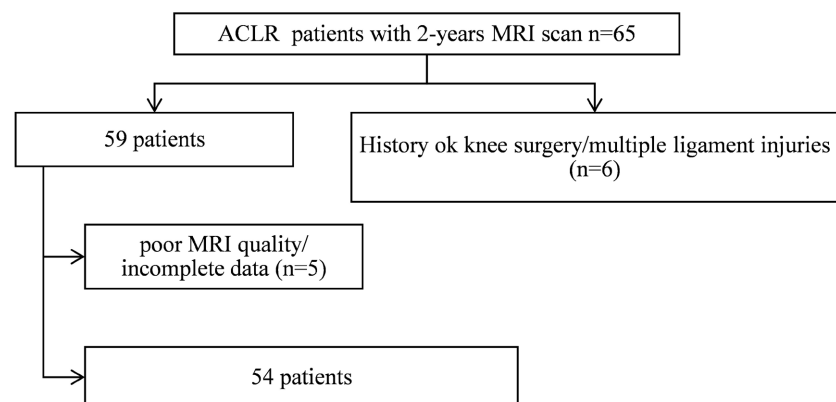 ACLR patients with 2-years MRI scan n=65
59 patients
History ok knee surgery/multiple ligament injuries
(n=6)
poor MRI quality/
incomplete data (n=5)
54 patients